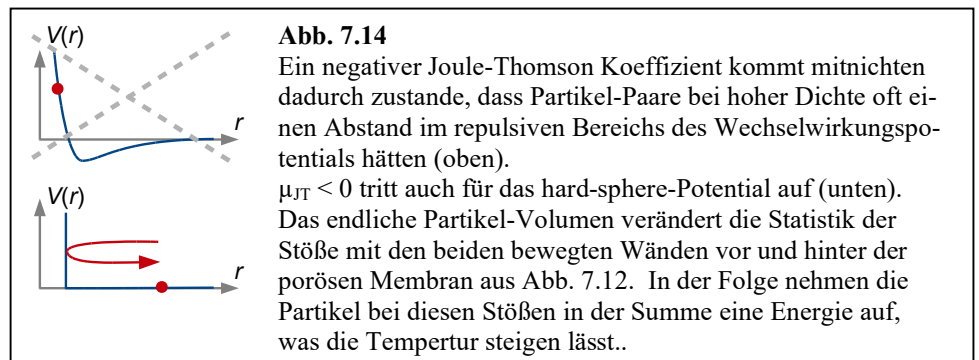 V(r)
r
V(r)
r
Abb. 7.14
Ein negativer Joule-Thomson Koeffizient kommt mitnichten
dadurch zustande, dass Partikel-Paare bei hoher Dichte oft ei-
nen Abstand im repulsiven Bereichs des Wechselwirkungspo-
tentials hätten (oben).
μJT < 0 tritt auch für das hard-sphere-Potential auf (unten).
Das endliche Partikel-Volumen verändert die Statistik der
Stöße mit den beiden bewegten Wänden vor und hinter der
porösen Membran aus Abb. 7.12.  In der Folge nehmen die
Partikel bei diesen Stößen in der Summe eine Energie auf,
was die Tempertur steigen lässt..